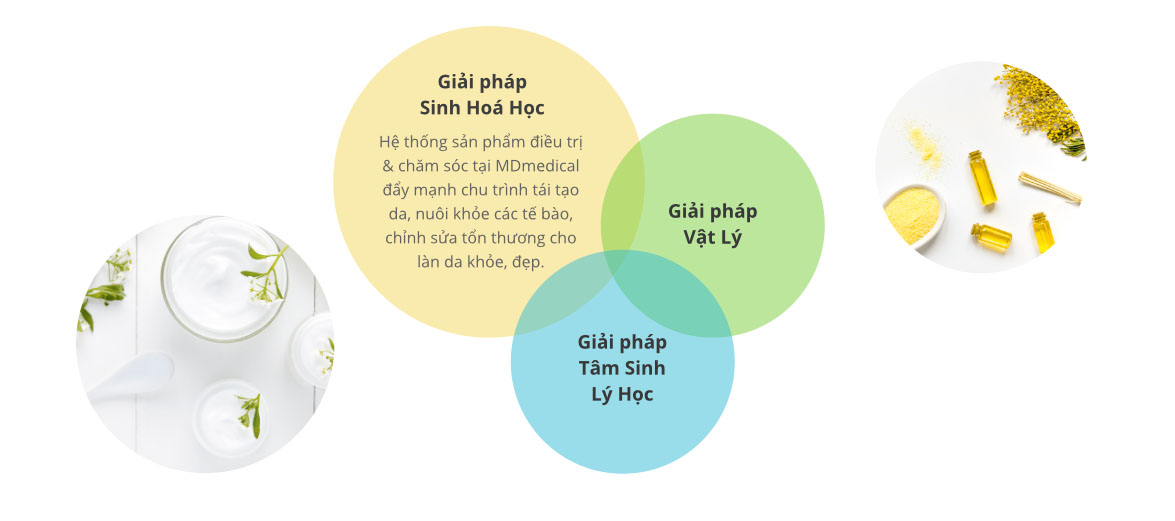 Giải pháp
Sinh Hoá Học
Hệ thống sản phẩm điều trị
& chăm sóc tại MDmedical
đẩy mạnh chu trình tái tạo
da, nuôi khỏe các tế bào,
chỉnh sửa tổn thương cho
làn da khỏe, đẹp.
Giải pháp
Vật Lý
Giải pháp
Tâm Sinh
Lý Học